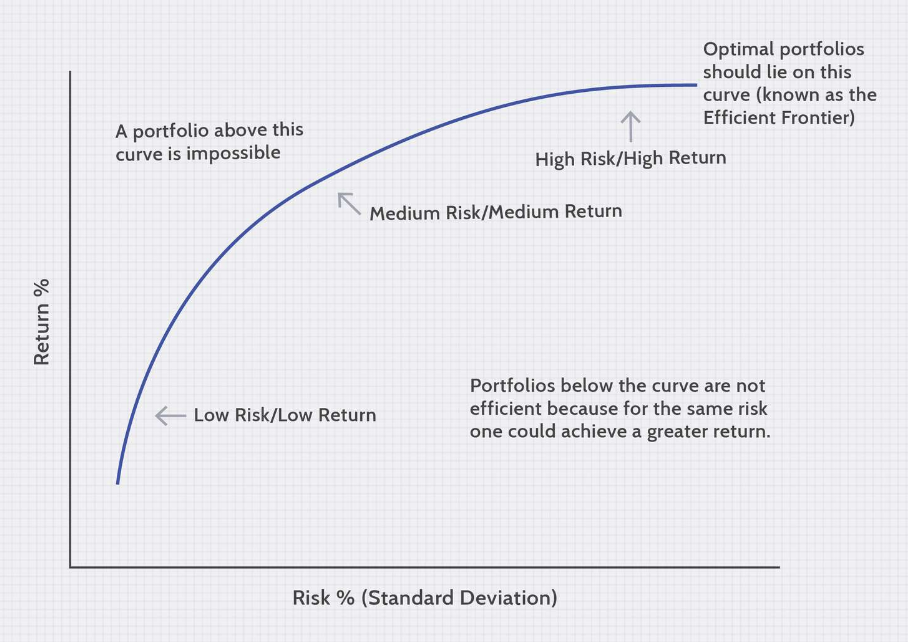 Optimal portfolios
should lie on this
curve (known as the
Efficient Frontier)
A portfolio above this
curve is impossible
High Risk/High Return
Medium Risk/Medium Return
Return %
Portfolios below the curve are not
efficient because for the same risk
one could achieve a greater return.
Low Risk/Low Return
Risk % (Standard Deviation)